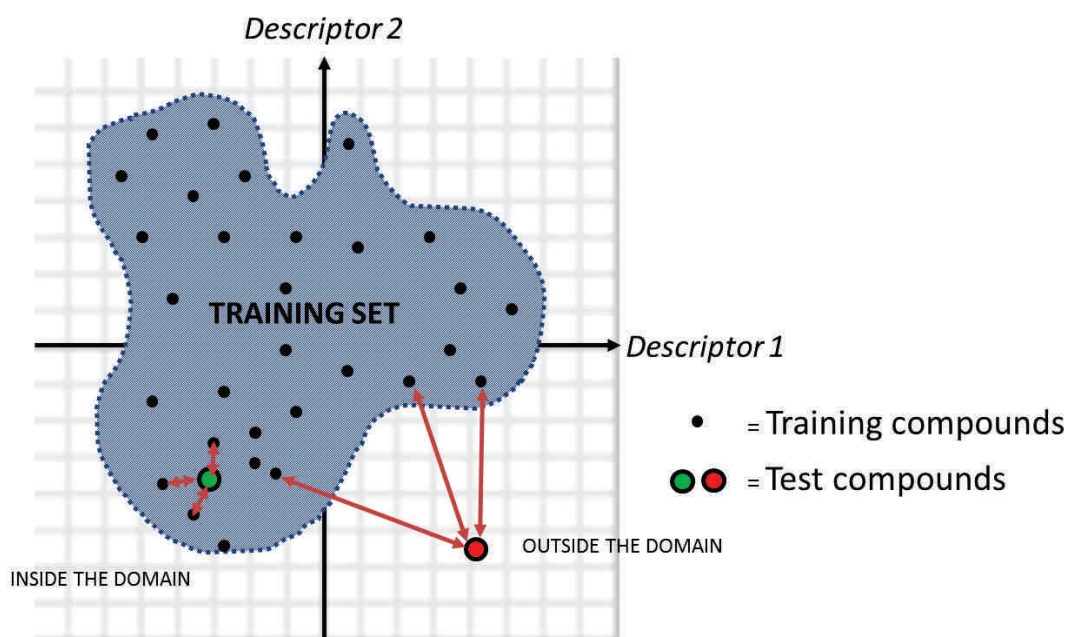 Descriptor 2
TRAINING SET
Descriptor 1
= Training compounds
= Test compounds
OUTSIDE THE DOMAIN
INSIDE THE DOMAIN